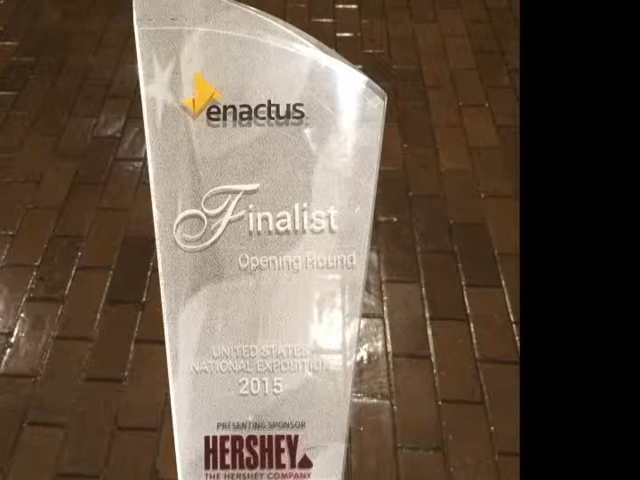 enactus
Finalist
Opening Round
UNITED STATES
NATIONAL EXPOSITION
2015
PRESENTING SPONSOR
HERSHEY
THE HERSHEY COMPANY